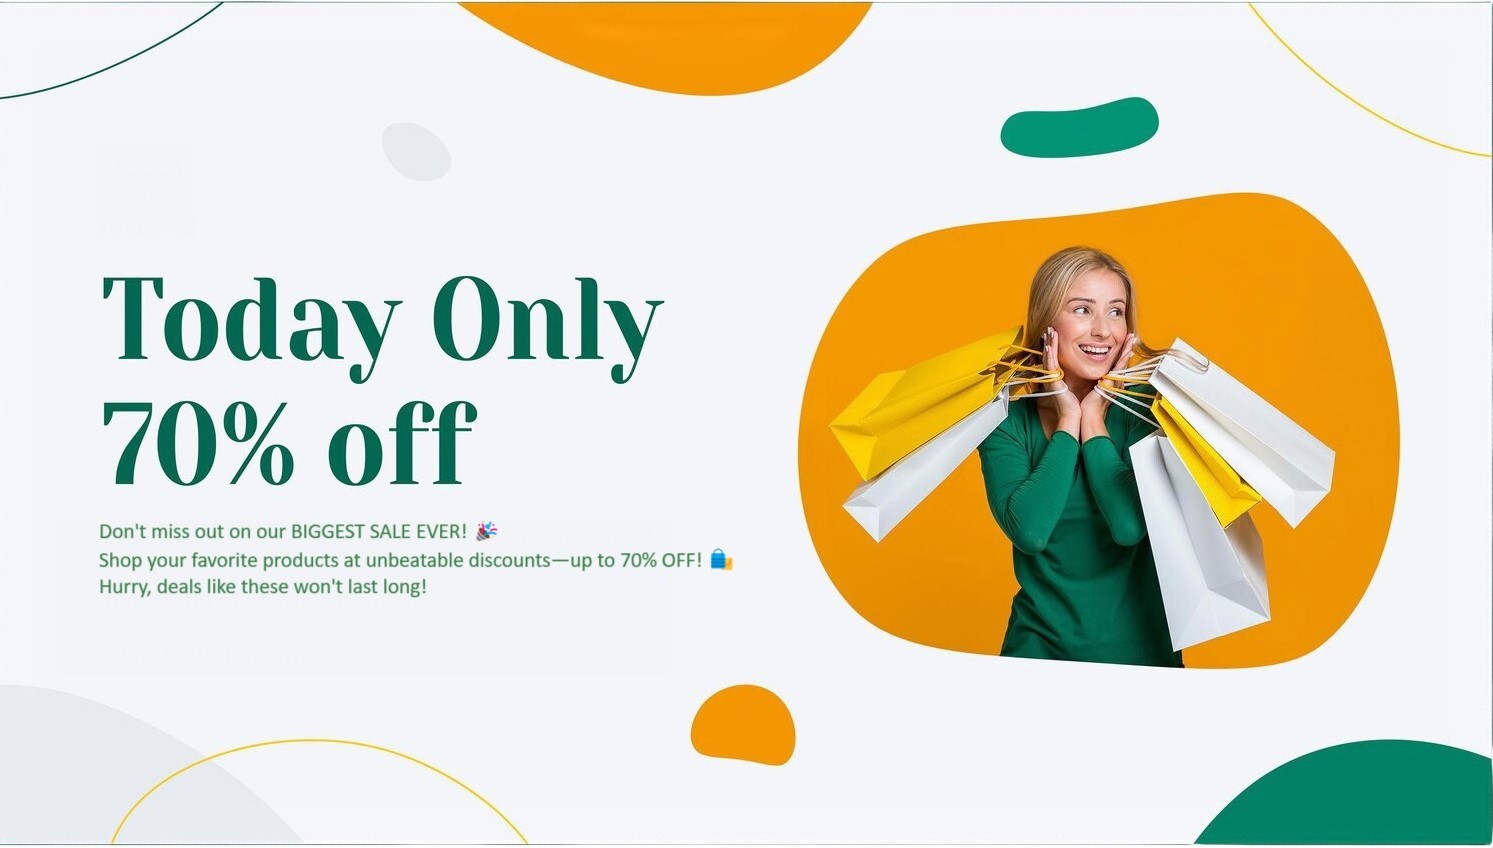 Today Only
70% off
Don't miss out on our BIGGEST SALE EVER! 🎉
Shop your favorite products at unbeatable discounts—up to 70% OFF! 🛍️
Hurry, deals like these won't last long!